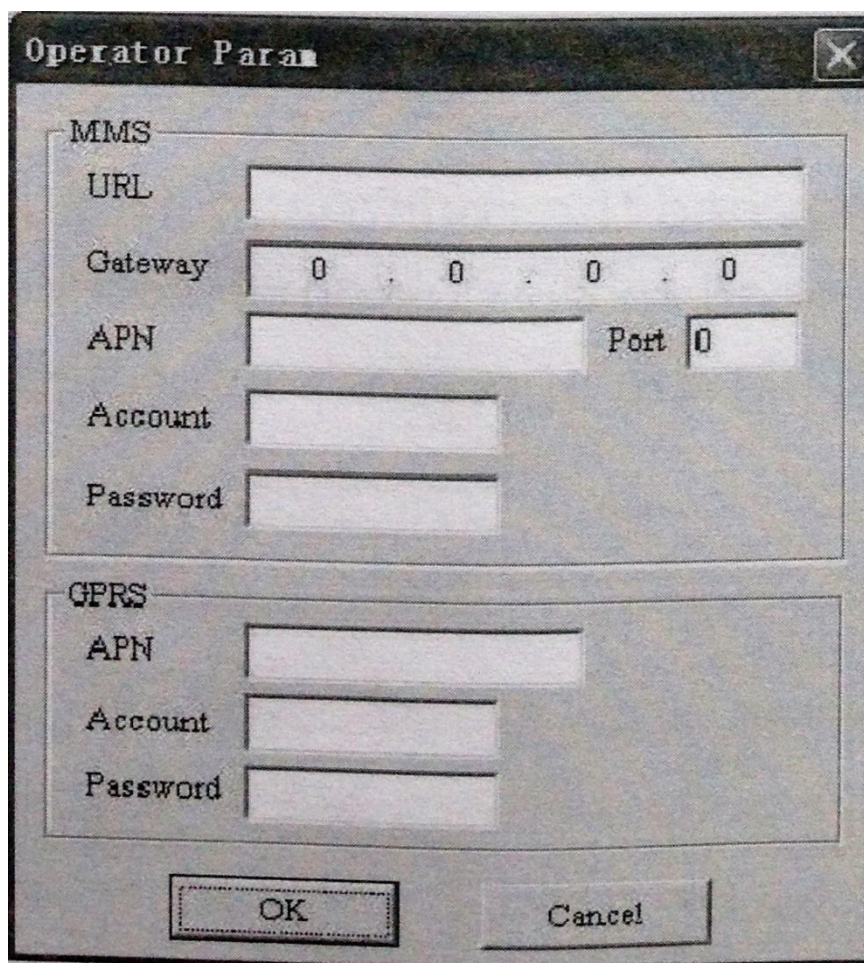 Operator Param
MMS
URL
Gateway 0 . 0 . 0 . 0
APN Port 0
Account
Password
GPRS
APN
Account
Password
OK Cancel